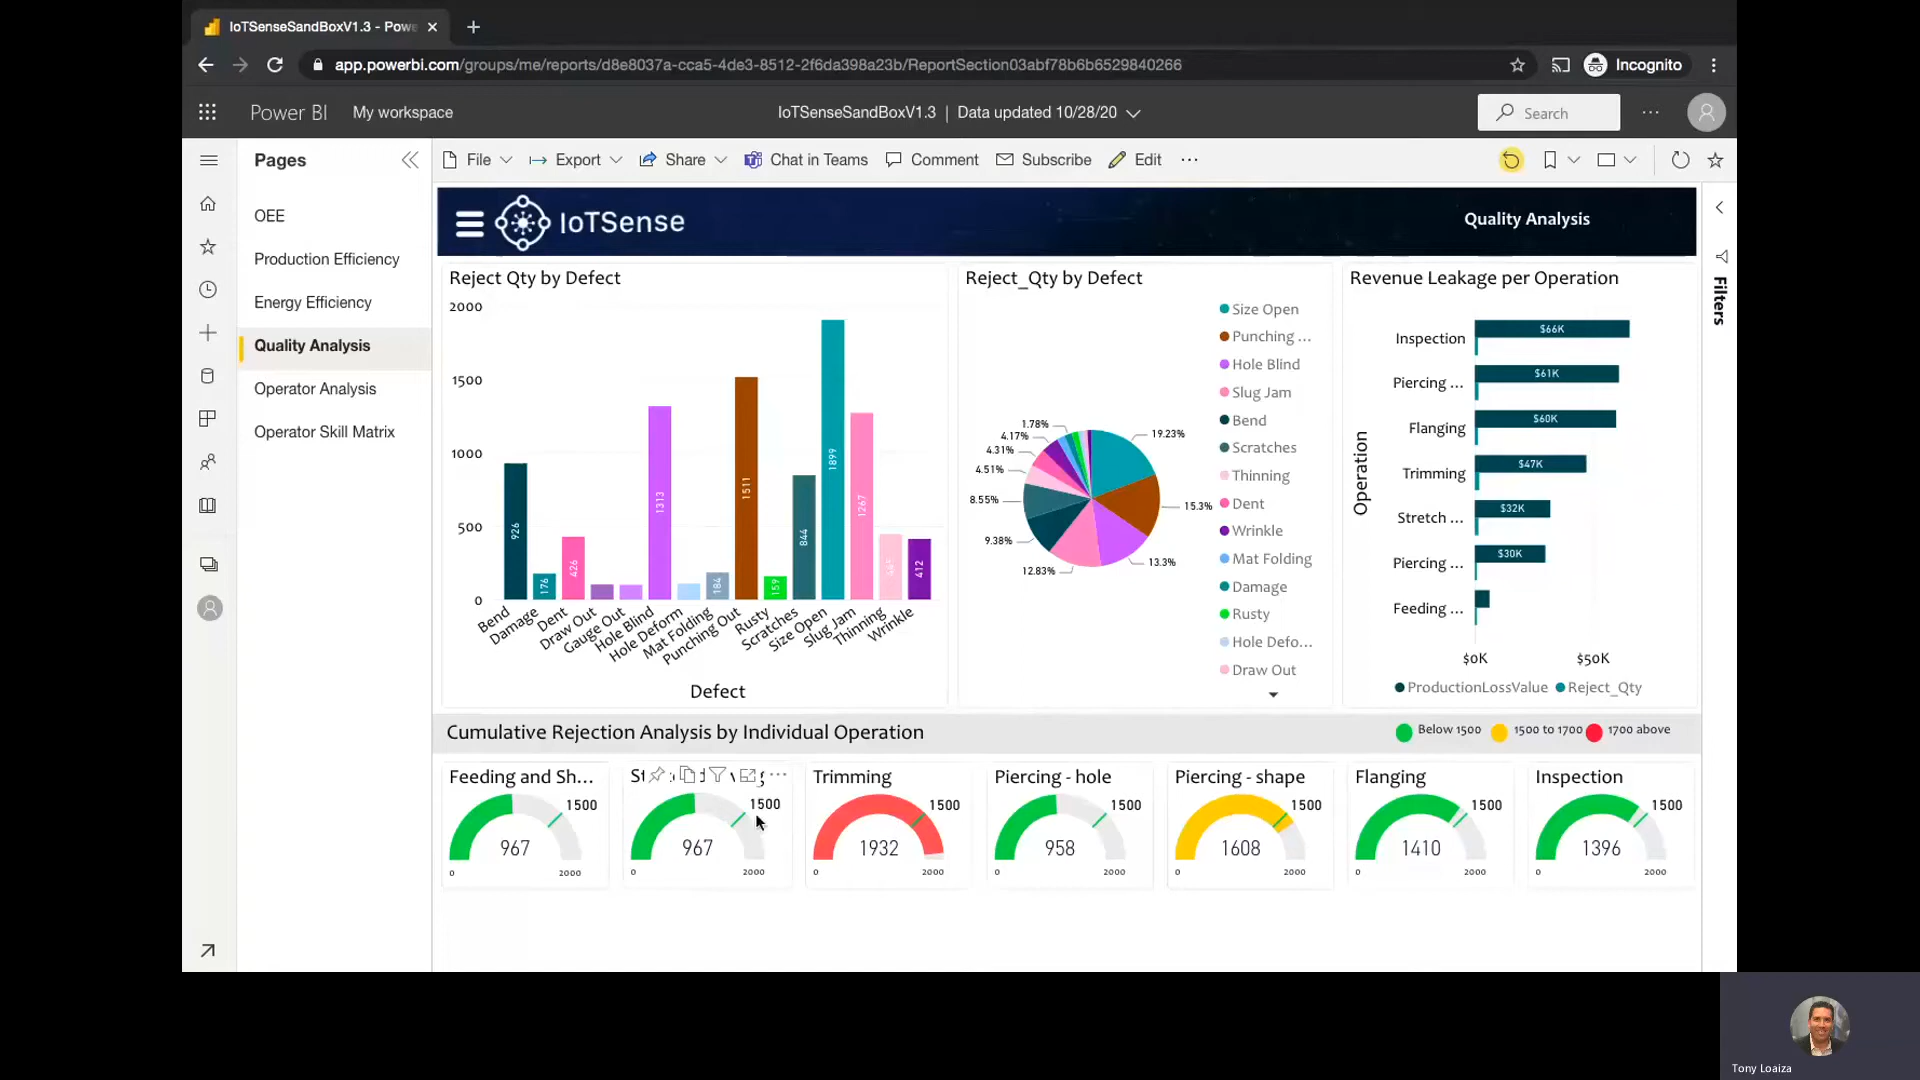 IoTSenseSandBoxV1.3 - Powe
app.powerbi.com/groups/me/reports/d8e8037a-cca5-4de3-8512-2f6da398a23b/ReportSection03abf78b6b6529840266
Incognito
Power BI
My workspace
IoTSenseSandBoxV1.3 | Data updated 10/28/20
Search
Pages
File
Export
Share
Chat in Teams
Comment
Subscribe
Edit
OEE
Production Efficiency
Energy Efficiency
Quality Analysis
Operator Analysis
Operator Skill Matrix
IoTSense
Quality Analysis
Filters
Reject Qty by Defect
2000
1500
1000
500
0
926
176
426
1313
184
1511
159
844
1899
1267
412
Bend
Damage
Dent
Draw Out
Gauge Out
Hole Blind
Hole Deform
Mat Folding
Punching Out
Rusty
Scratches
Size Open
Slug Jam
Thinning
Wrinkle
Defect
Reject_Qty by Defect
1.78%
4.17%
4.31%
4.51%
8.55%
9.38%
12.83%
13.3%
15.3%
19.23%
Size Open
Punching ...
Hole Blind
Slug Jam
Bend
Scratches
Thinning
Dent
Wrinkle
Mat Folding
Damage
Rusty
Hole Defo...
Draw Out
Revenue Leakage per Operation
Operation
Inspection
$66K
Piercing ...
$61K
Flanging
$60K
Trimming
$47K
Stretch ...
$32K
Piercing ...
$30K
Feeding ...
$0K
$50K
ProductionLossValue
Reject_Qty
Cumulative Rejection Analysis by Individual Operation
Below 1500
1500 to 1700
1700 above
Feeding and Sh...
1500
967
0
2000
1500
967
0
2000
Trimming
1500
1932
0
2000
Piercing - hole
1500
958
0
2000
Piercing - shape
1500
1608
0
2000
Flanging
1500
1410
0
2000
Inspection
1500
1396
0
2000
Tony Loaiza